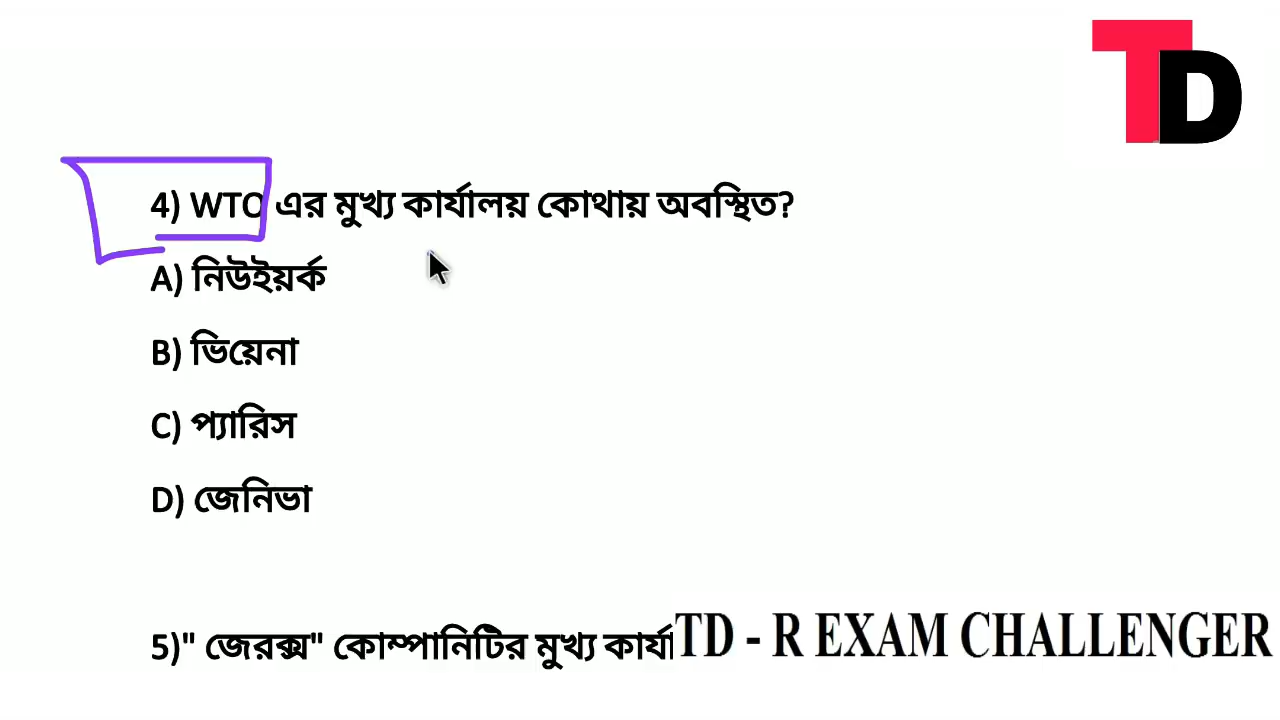 TD
4) WTO এর মুখ্য কার্যালয় কোথায় অবস্থিত?
A) নিউইয়র্ক
B) ভিয়েনা
C) প্যারিস
D) জেনিভা
5)" জেরক্স" কোম্পানিটির মুখ্য কার্যা
TD - R EXAM CHALLENGER